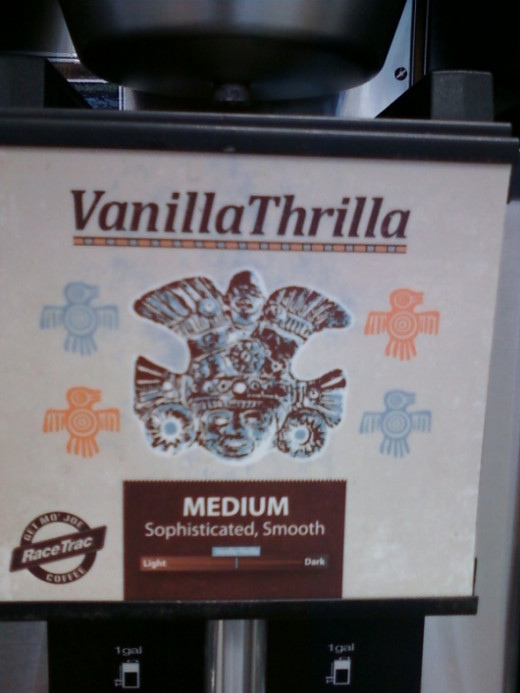 VanillaThrilla
MEDIUM
Sophisticated, Smooth
Light
Dark
GET MO' JOE
RaceTrac
COFFEE
1gal
1gal